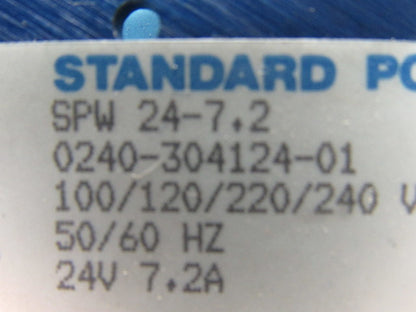 STANDARD PO
SPW 24-7.2
0240-304124-01
100/120/220/240 V
50/60 HZ
24V 7.2A